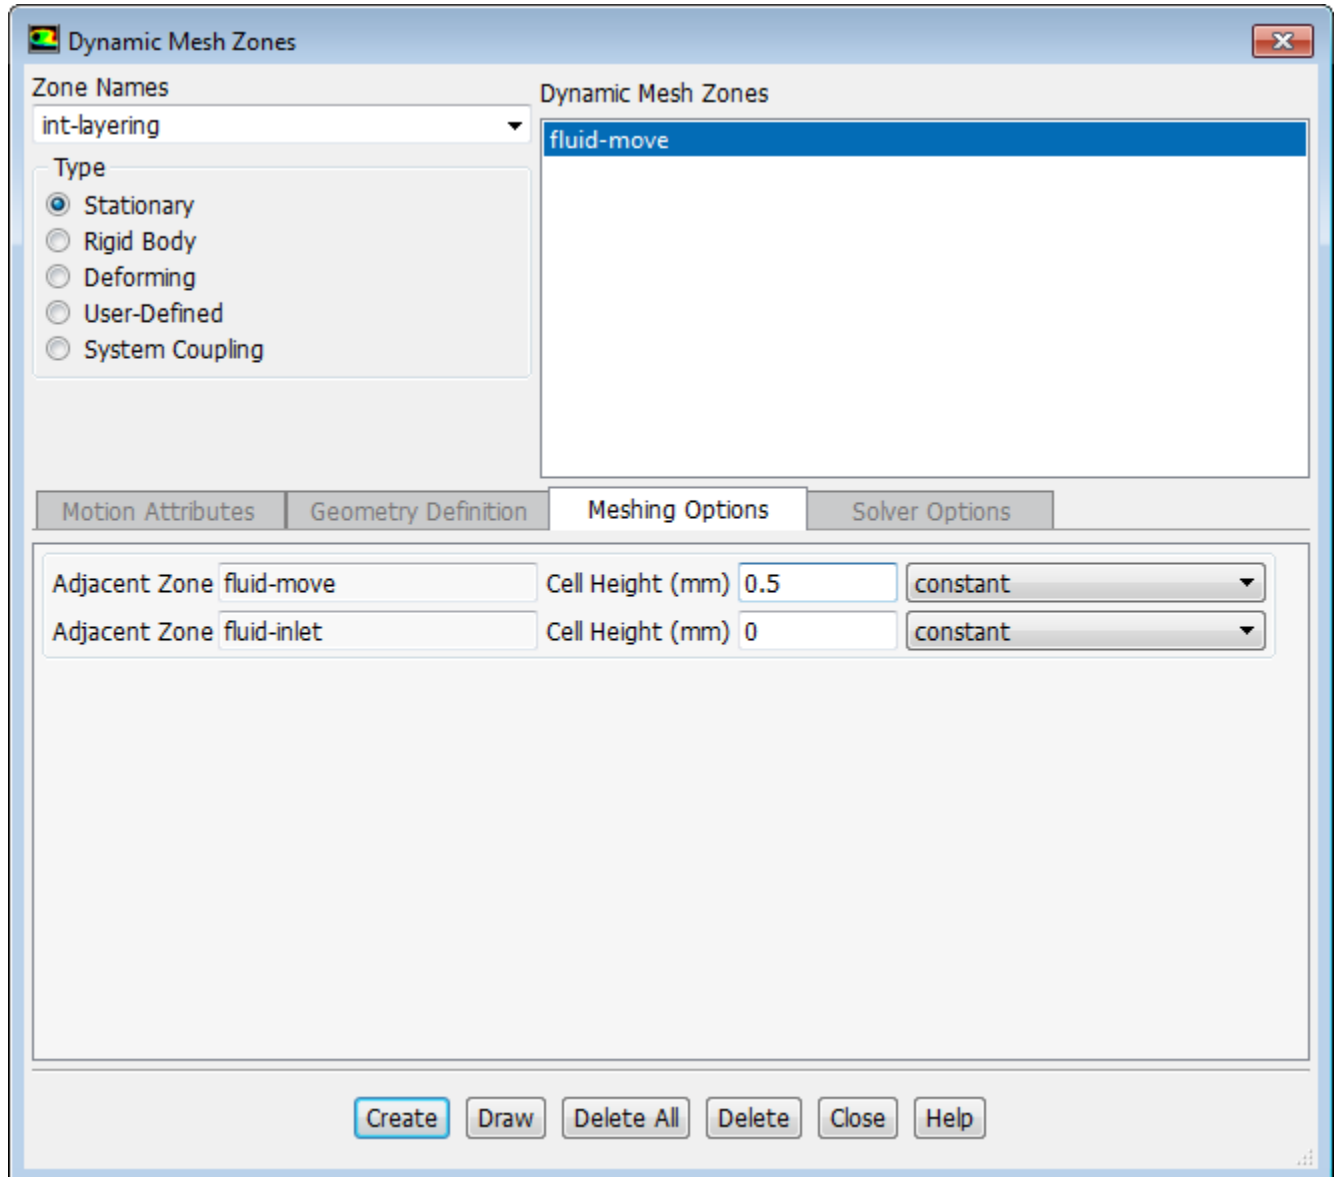 Dynamic Mesh Zones
Zone Names
int-layering
Type
Stationary
Rigid Body
Deforming
User-Defined
System Coupling
Dynamic Mesh Zones
fluid-move
Motion Attributes Geometry Definition Meshing Options Solver Options
Adjacent Zone fluid-move Cell Height (mm) 0.5 constant
Adjacent Zone fluid-inlet Cell Height (mm) 0 constant
Create Draw Delete All Delete Close Help